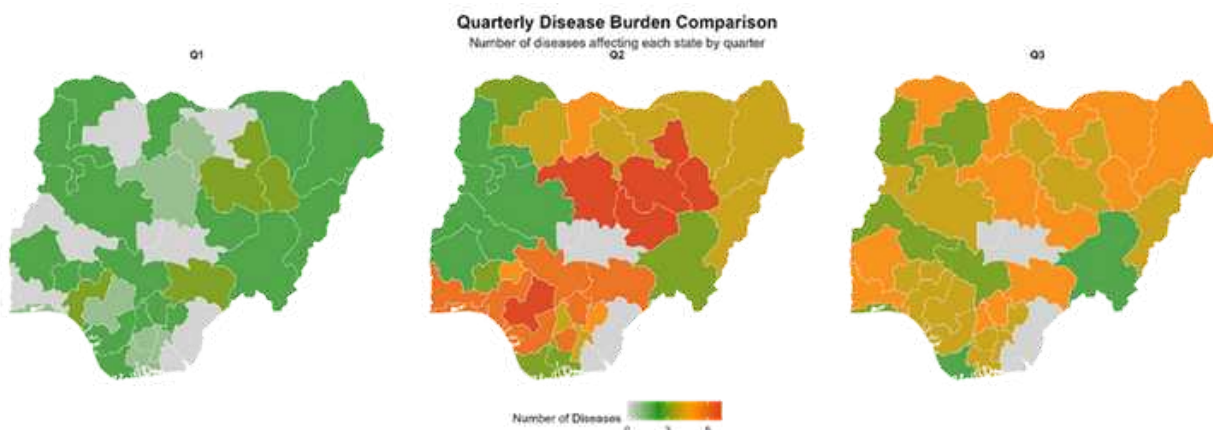 Quarterly Disease Burden Comparison
Number of diseases affecting each state by quarter
Q1
Q2
Q3
Number of Diseases